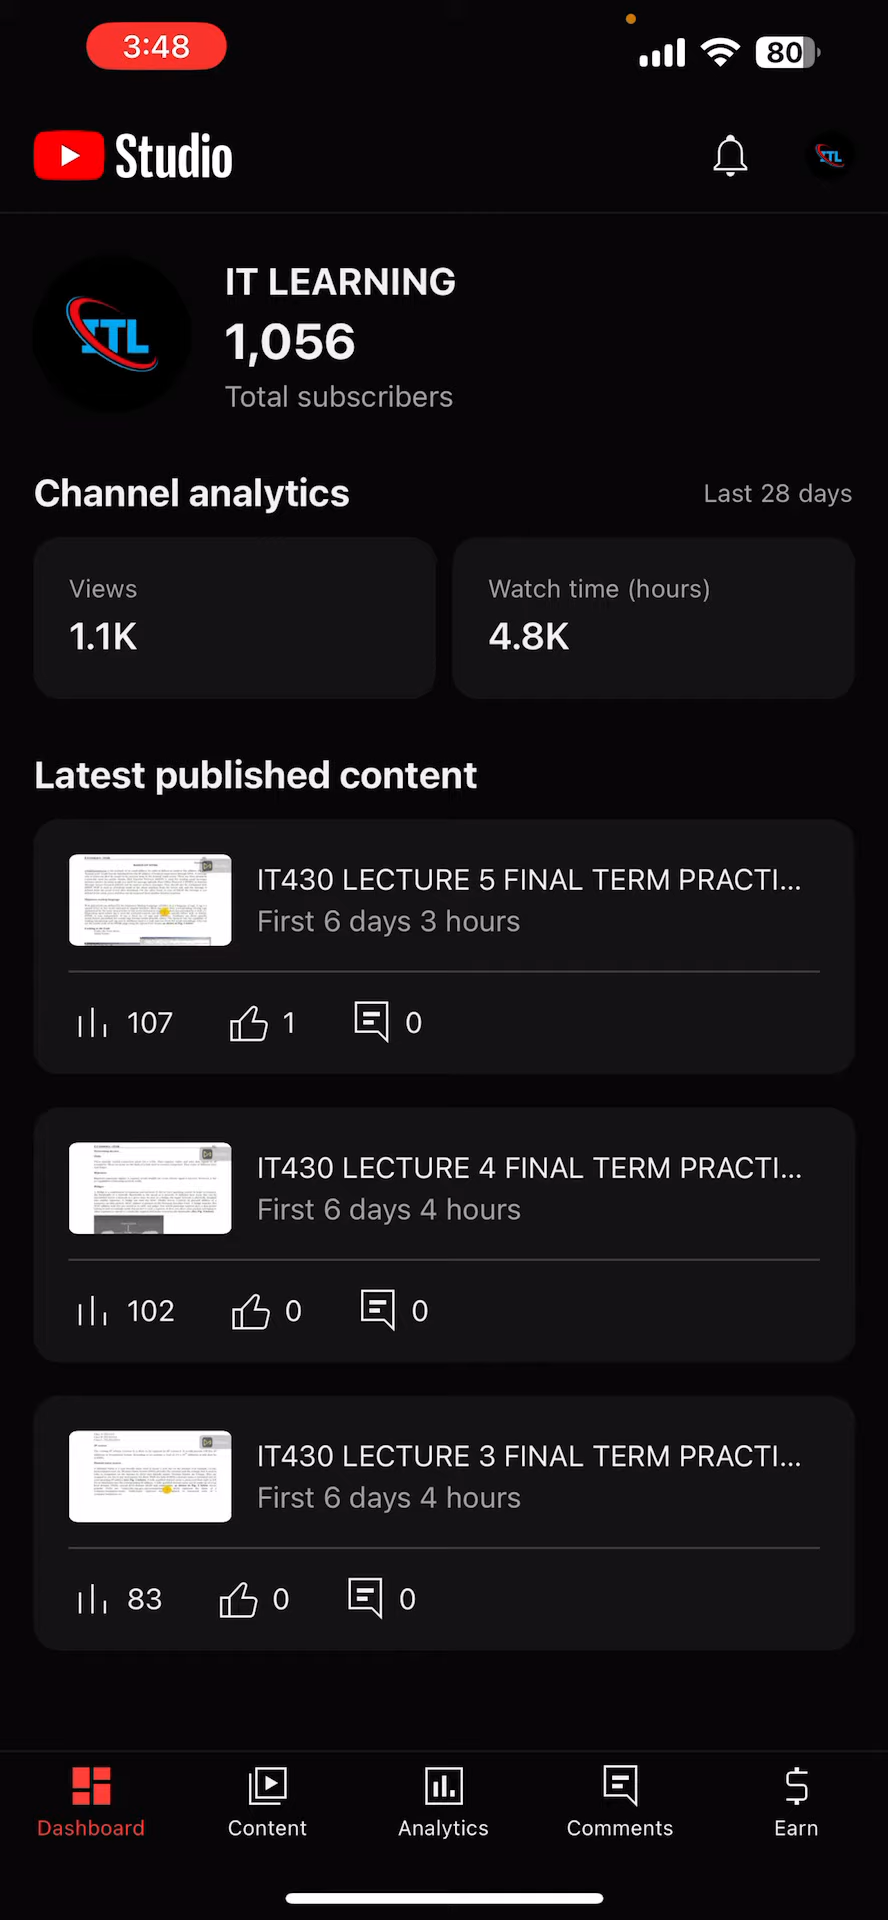 3:48
80
Studio
ITL
IT LEARNING
1,056
Total subscribers
ITL
Channel analytics
Last 28 days
Views
Watch time (hours)
1.1K
4.8K
Latest published content
IT430 LECTURE 5 FINAL TERM PRACTI...
First 6 days 3 hours
107 1 0
IT430 LECTURE 4 FINAL TERM PRACTI...
First 6 days 4 hours
102 0 0
IT430 LECTURE 3 FINAL TERM PRACTI...
First 6 days 4 hours
83 0 0
Dashboard Content Analytics Comments Earn